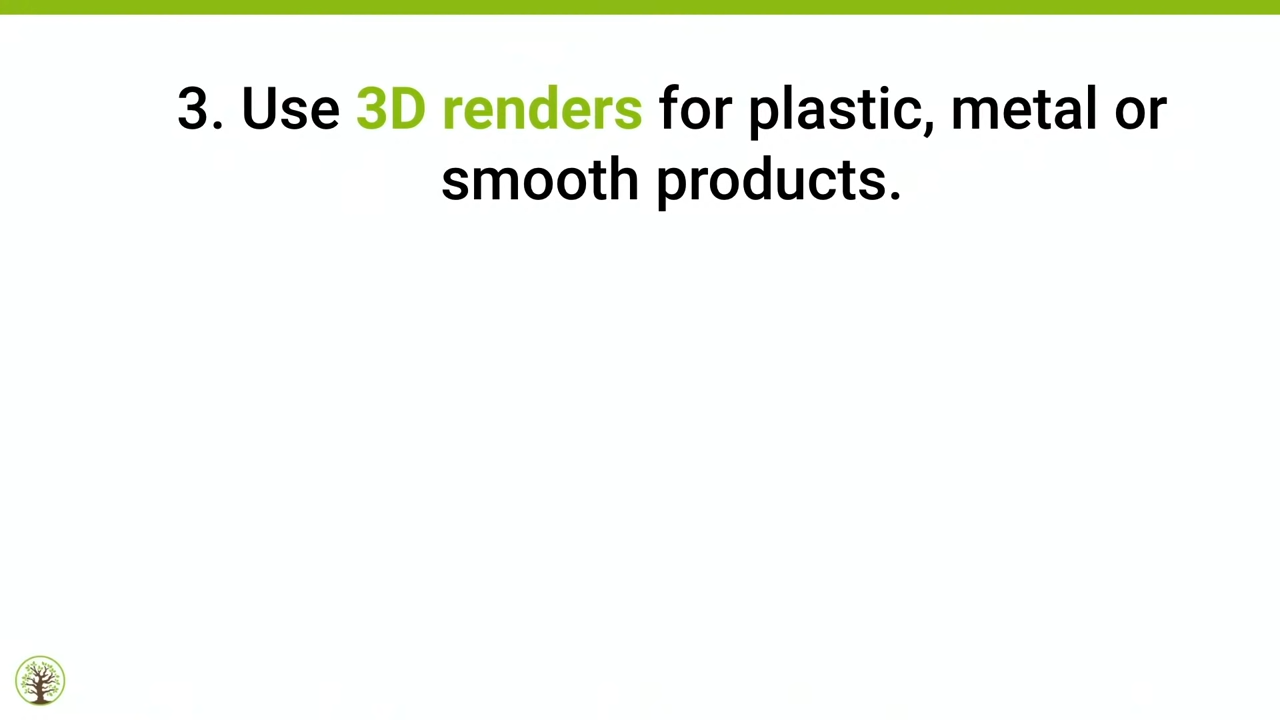 3. Use 3D renders for plastic, metal or
smooth products.